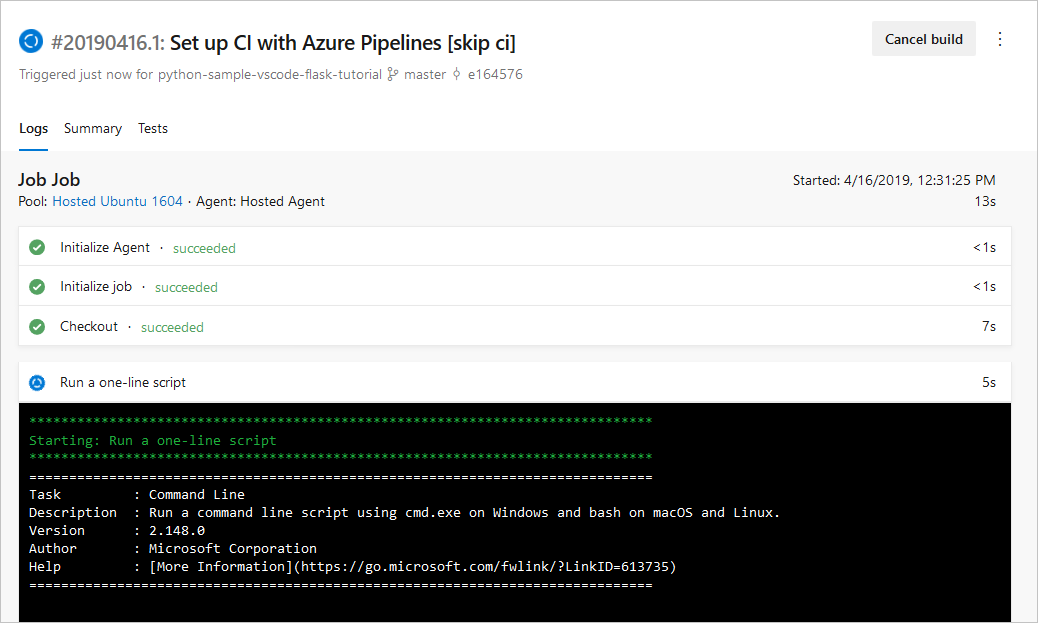 #20190416.1: Set up CI with Azure Pipelines [skip ci]
Cancel build
Triggered just now for python-sample-vscode-flask-tutorial master e164576
Logs Summary Tests
Job Job
Started: 4/16/2019, 12:31:25 PM
Pool: Hosted Ubuntu 1604 · Agent: Hosted Agent
13s
Initialize Agent · succeeded <1s
Initialize job · succeeded <1s
Checkout · succeeded 7s
Run a one-line script 5s
******************************************************************************
Starting: Run a one-line script
******************************************************************************
==============================================================================
Task         : Command Line
Description  : Run a command line script using cmd.exe on Windows and bash on macOS and Linux.
Version      : 2.148.0
Author       : Microsoft Corporation
Help         : [More Information](https://go.microsoft.com/fwlink/?LinkID=613735)
==============================================================================